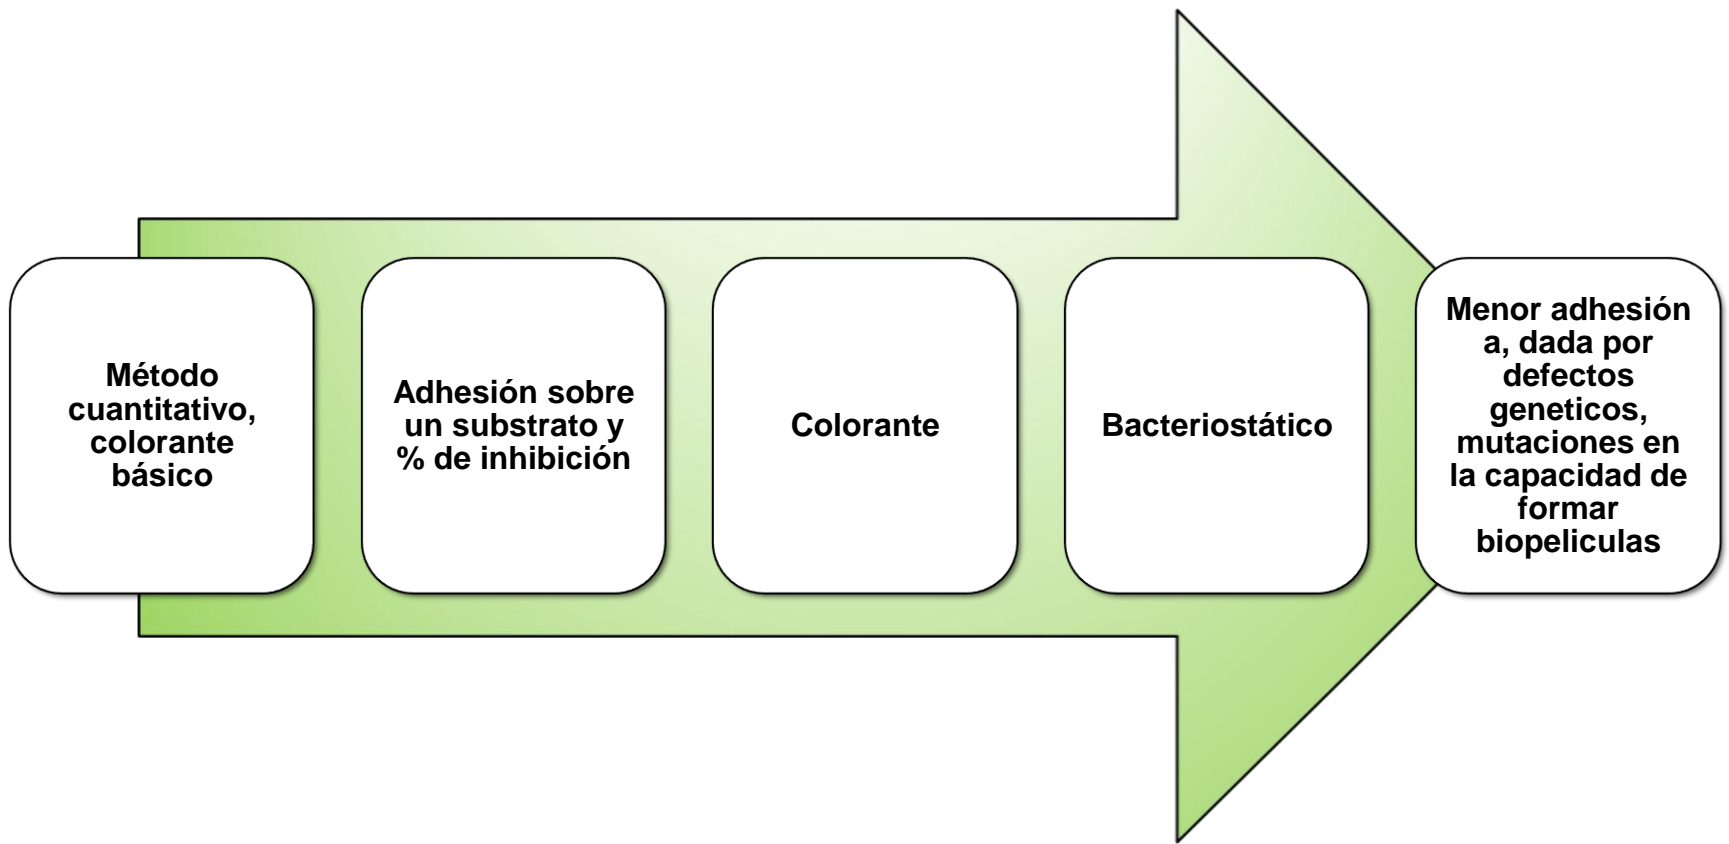 Método
cuantitativo,
colorante
básico
Adhesión sobre
un substrato y
% de inhibición
Colorante
Bacteriostático
Menor adhesión
a, dada por
defectos
geneticos,
mutaciones en
la capacidad de
formar
biopeliculas